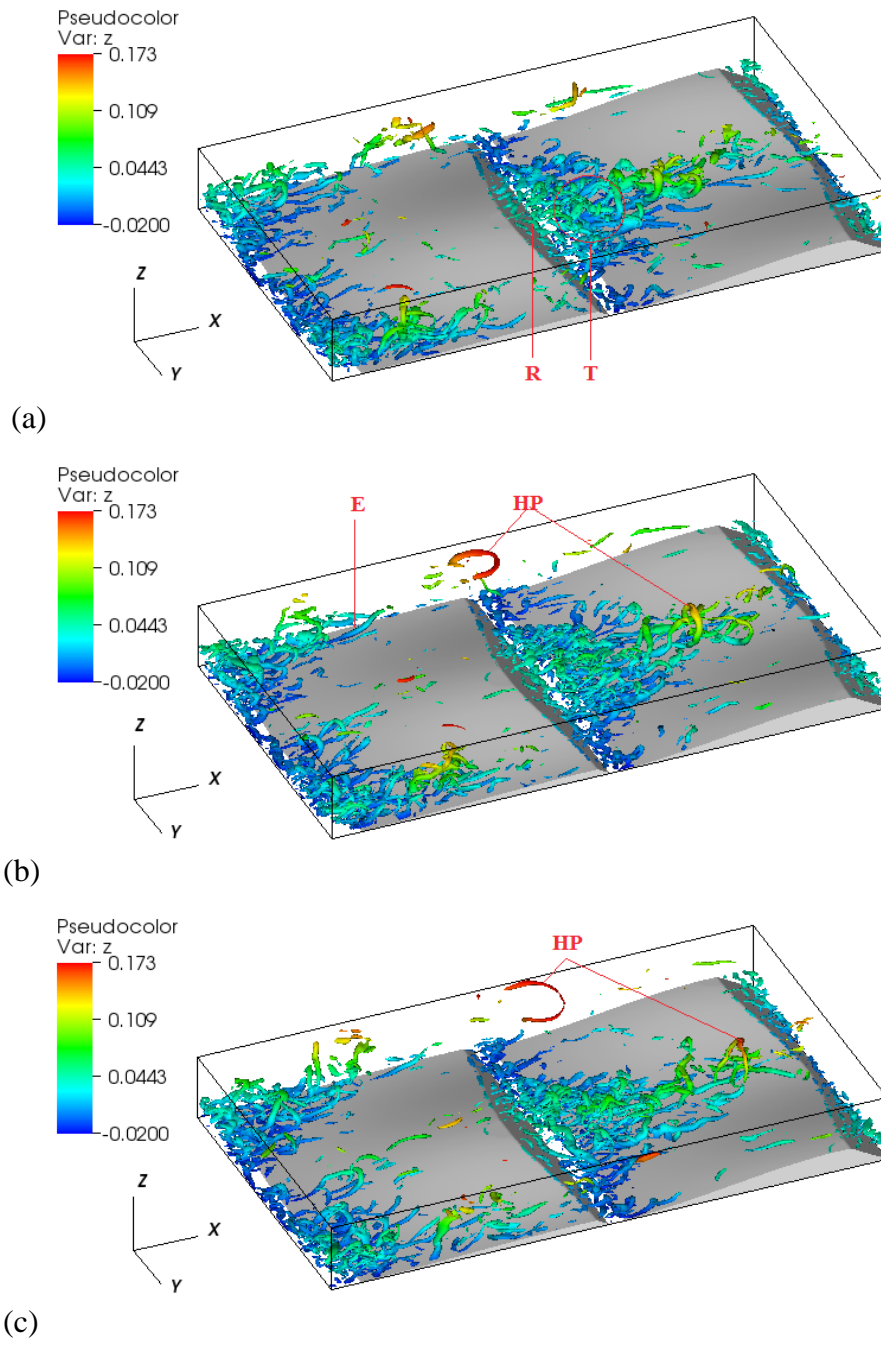 Pseudocolor
Var: z
0.173
0.109
0.0443
-0.0200
Z
X
Y
R
T
(a)
Pseudocolor
Var: z
0.173
0.109
0.0443
-0.0200
E
HP
Z
X
Y
(b)
Pseudocolor
Var: z
0.173
0.109
0.0443
-0.0200
HP
Z
X
Y
(c)